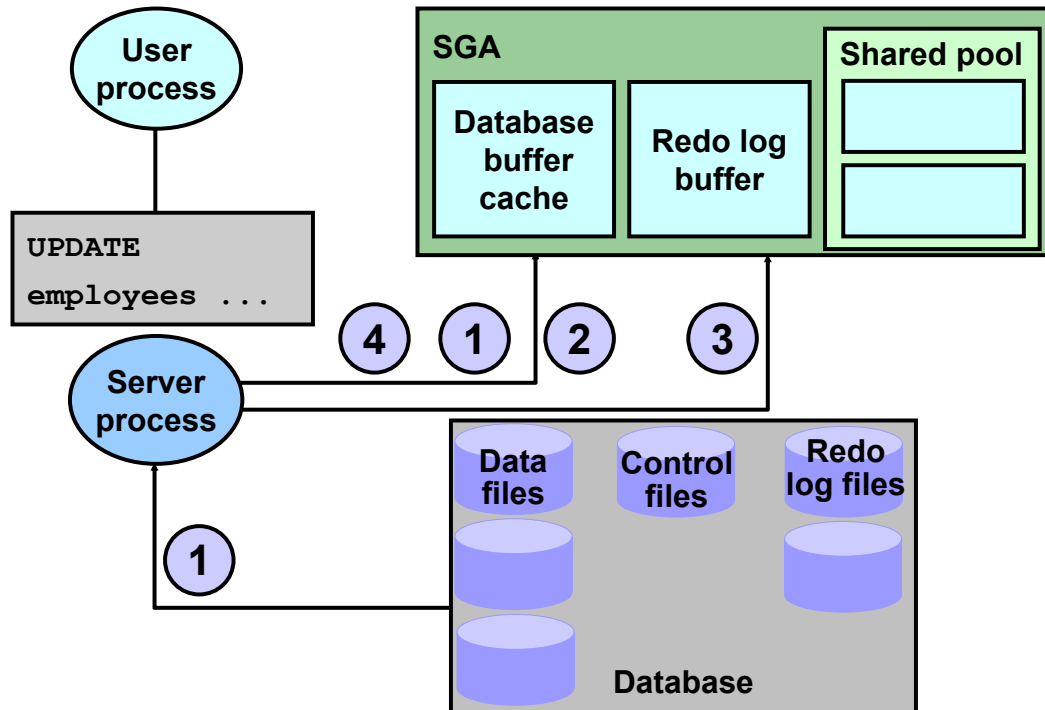 User
process
UPDATE
employees ...
Server
process
SGA
Database
buffer
cache
Redo log
buffer
Shared pool
4
1
2
3
1
Data
files
Control
files
Redo
log files
Database